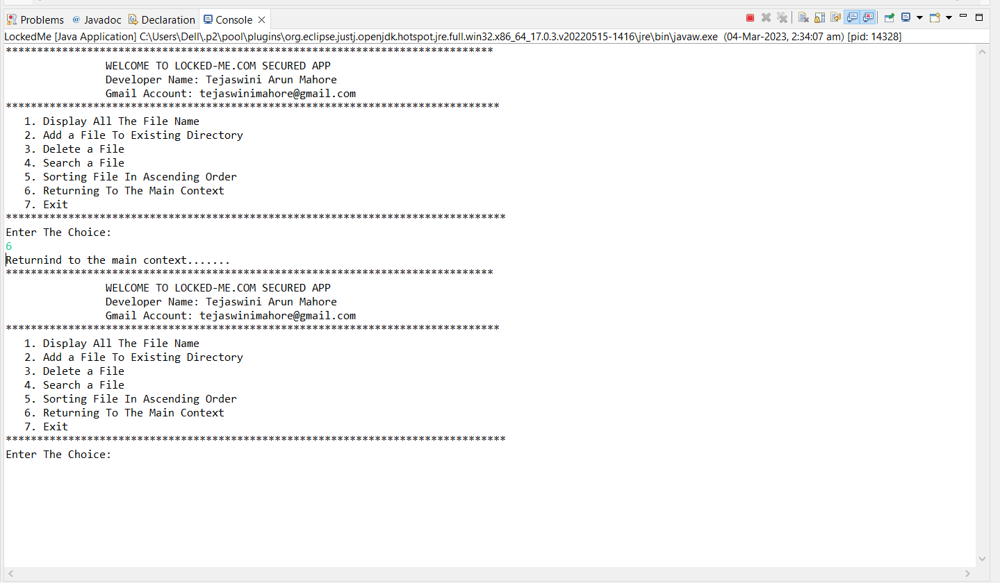 Problems @ Javadoc Declaration Console
LockedMe [Java Application] C:\Users\Dell\.p2\pool\plugins\org.eclipse.justj.openjdk.hotspot.jre.full.win32.x86_64_17.0.3.v20220515-1416\jre\bin\javaw.exe (04-Mar-2023, 2:34:07 am) [pid: 14328]
******************************************************************************
WELCOME TO LOCKED-ME.COM SECURED APP
Developer Name: Tejaswini Arun Mahore
Gmail Account: tejaswinimahore@gmail.com
*******************************************************************************
1. Display All The File Name
2. Add a File To Existing Directory
3. Delete a File
4. Search a File
5. Sorting File In Ascending Order
6. Returning To The Main Context
7. Exit
********************************************************************************
Enter The Choice:
6
Returnind to the main context.......
******************************************************************************
WELCOME TO LOCKED-ME.COM SECURED APP
Developer Name: Tejaswini Arun Mahore
Gmail Account: tejaswinimahore@gmail.com
*******************************************************************************
1. Display All The File Name
2. Add a File To Existing Directory
3. Delete a File
4. Search a File
5. Sorting File In Ascending Order
6. Returning To The Main Context
7. Exit
********************************************************************************
Enter The Choice: